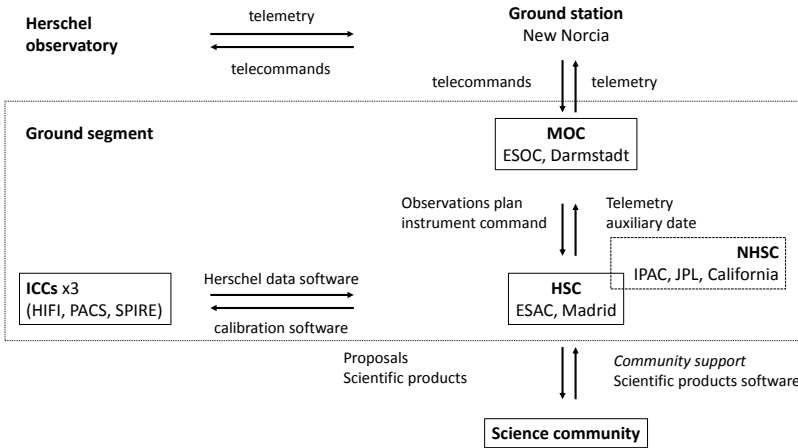 Herschel
observatory
telemetry
telecommands
Ground station
New Norcia
telecommands
telemetry
Ground segment
MOC
ESOC, Darmstadt
Observations plan
instrument command
Telemetry
auxiliary date
NHSC
IPAC, JPL, California
ICCs x3
(HIFI, PACS, SPIRE)
Herschel data software
calibration software
HSC
ESAC, Madrid
Proposals
Scientific products
Community support
Scientific products software
Science community